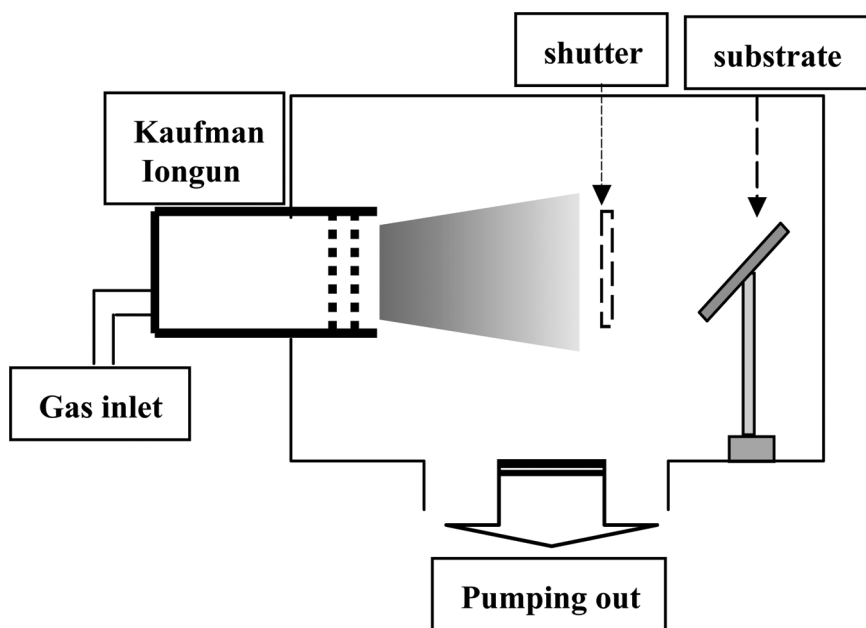 shutter
substrate
Kaufman
Iongun
Gas inlet
Pumping out